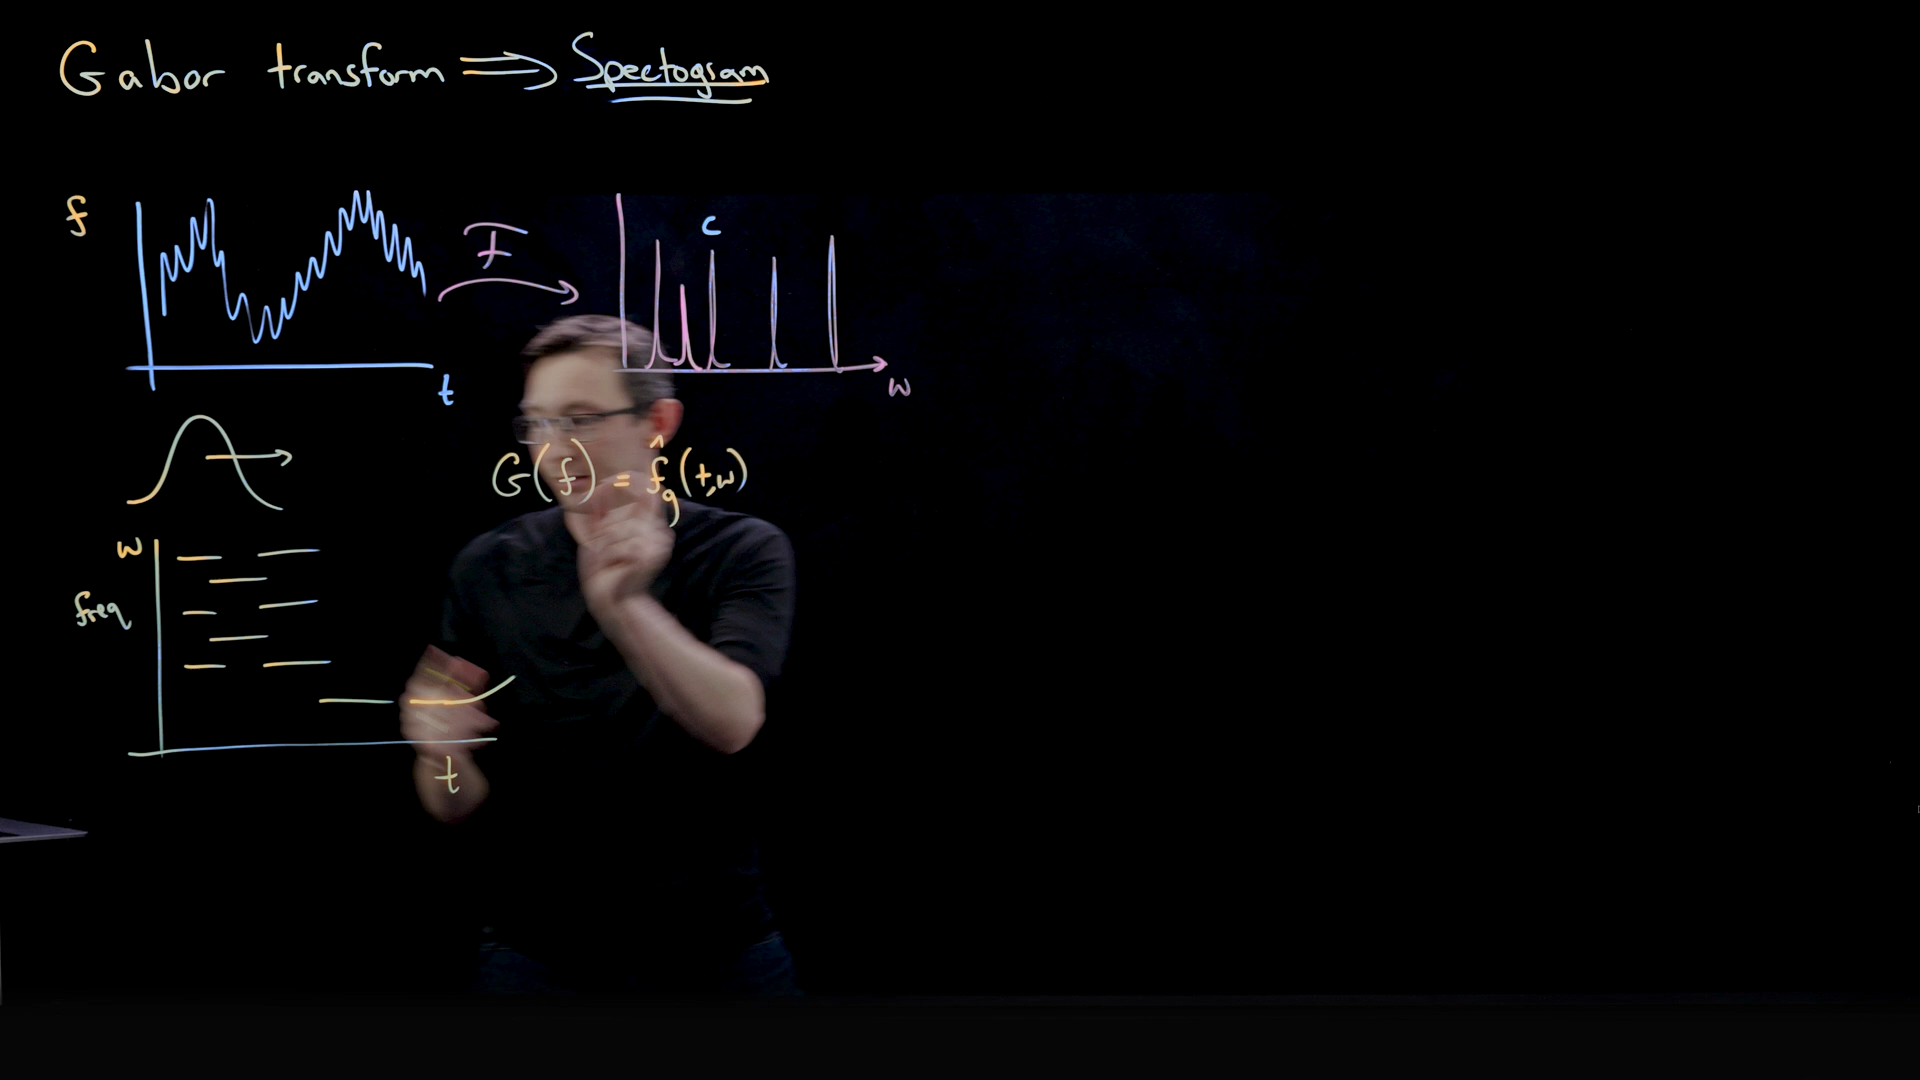 Gabor transform ⟹ Spectogram
f
F
c
t
w
G(f) = f̂g(t,w)
w
freq
t